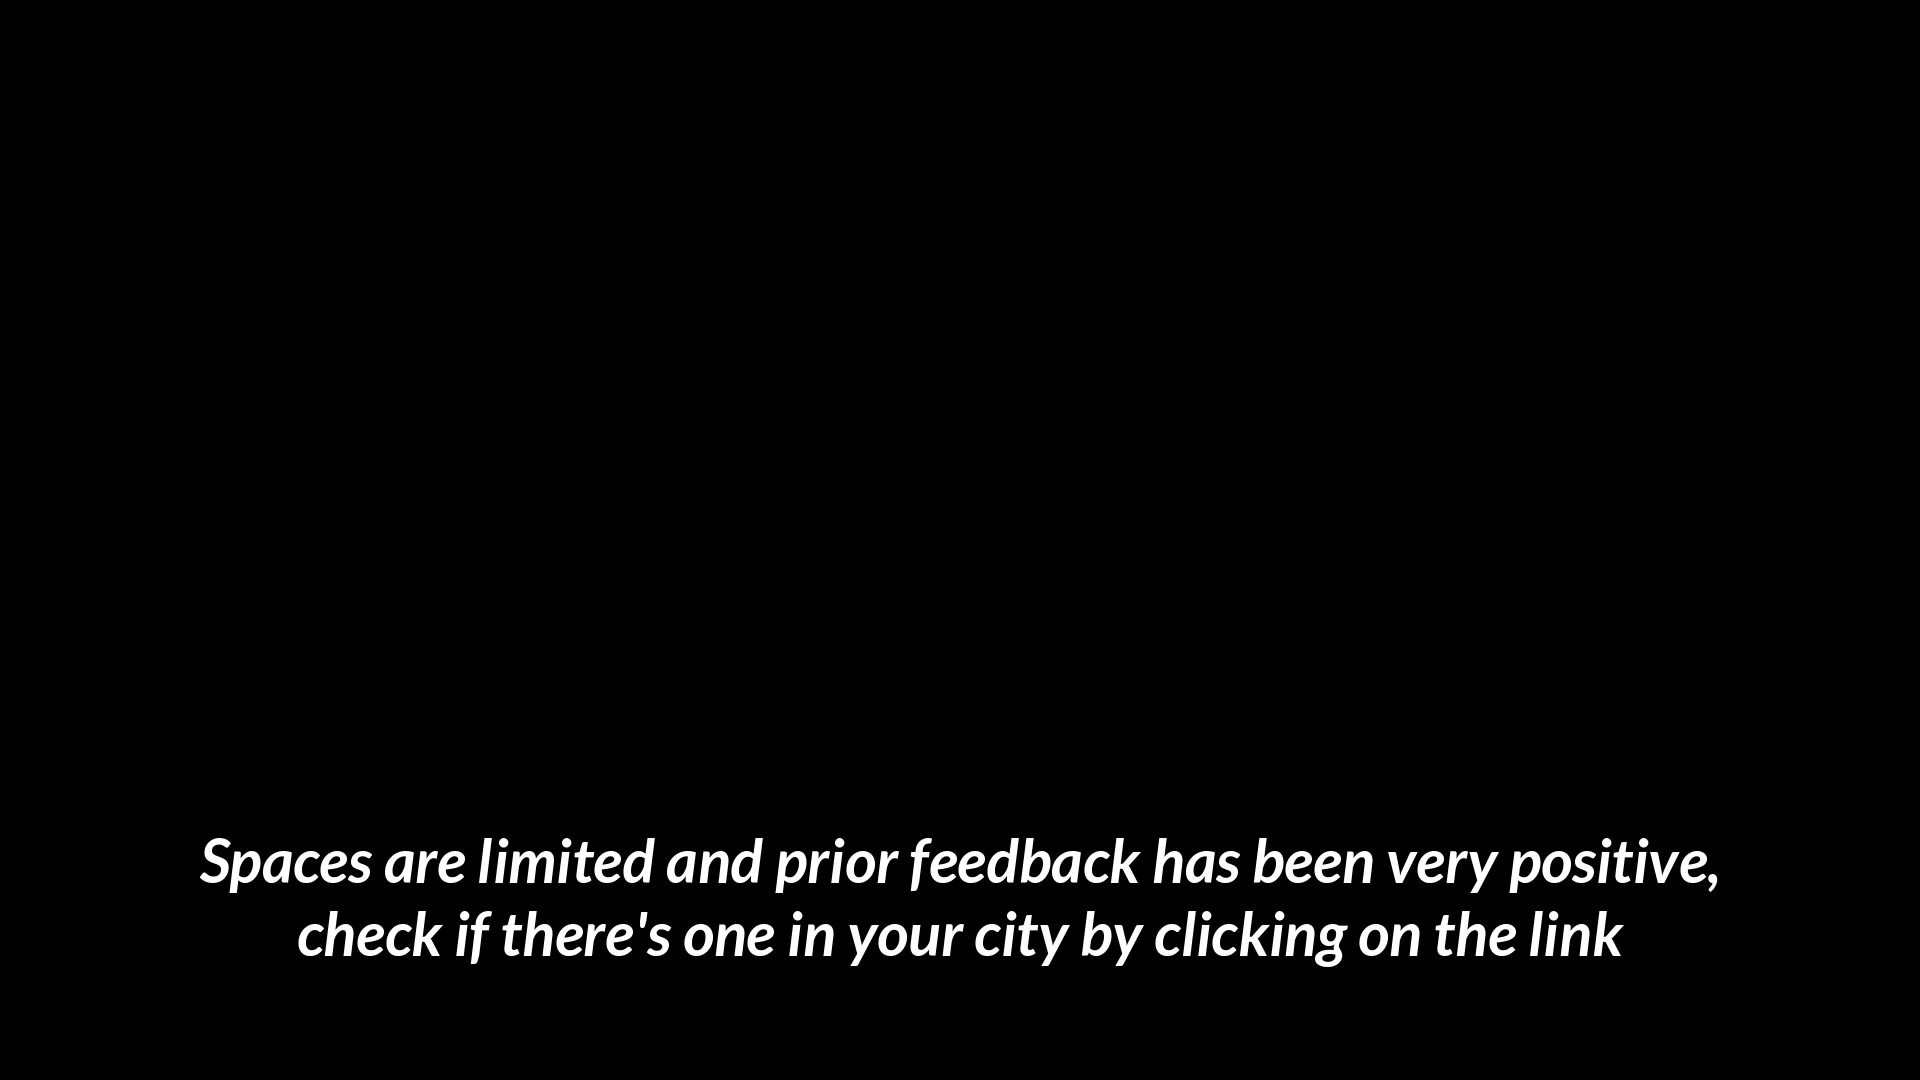 Spaces are limited and prior feedback has been very positive,
check if there's one in your city by clicking on the link